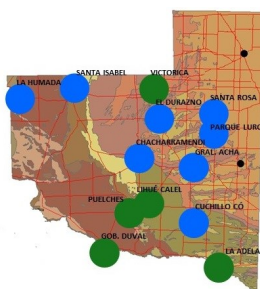 SANTA ISABEL
VICTORICA
LA HUMADA
SANTA ROSA
EL DURAZNO
PARQUE LURO
CHACHARRAMENDI
GRAL. ACHA
LIHUÉ CALEL
PUELCHES
CUCHILLO CÓ
GOB. DUVAL
LA ADELA